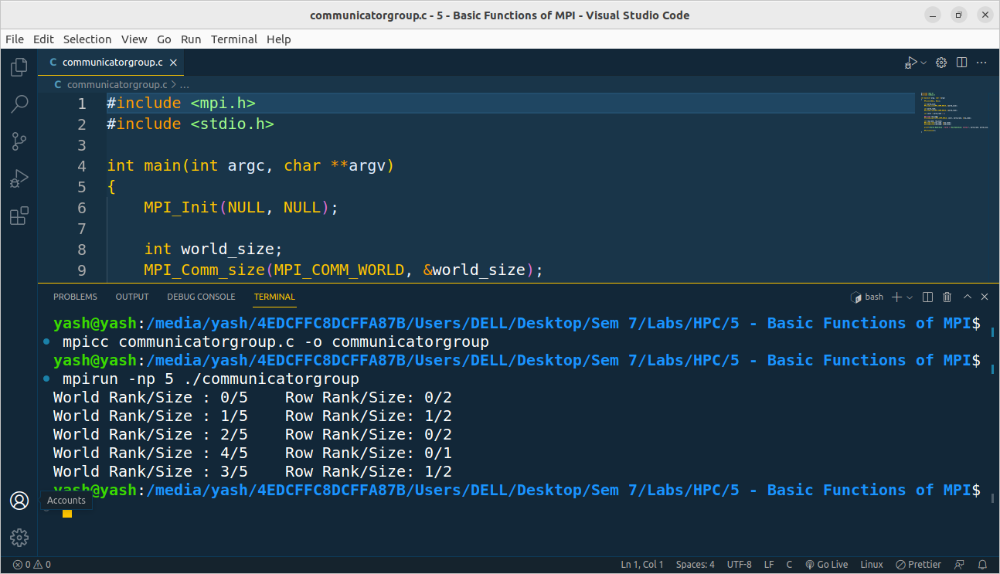 communicatorgroup.c - 5 - Basic Functions of MPI - Visual Studio Code
File Edit Selection View Go Run Terminal Help
C communicatorgroup.c
C communicatorgroup.c > ...
1 #include <mpi.h>
2 #include <stdio.h>
3
4 int main(int argc, char **argv)
5 {
6 MPI_Init(NULL, NULL);
7
8 int world_size;
9 MPI_Comm_size(MPI_COMM_WORLD, &world_size);
PROBLEMS OUTPUT DEBUG CONSOLE TERMINAL bash
yash@yash:/media/yash/4EDCFFC8DCFFA87B/Users/DELL/Desktop/Sem 7/Labs/HPC/5 - Basic Functions of MPI$
mpicc communicatorgroup.c -o communicatorgroup
yash@yash:/media/yash/4EDCFFC8DCFFA87B/Users/DELL/Desktop/Sem 7/Labs/HPC/5 - Basic Functions of MPI$
mpirun -np 5 ./communicatorgroup
World Rank/Size : 0/5    Row Rank/Size: 0/2
World Rank/Size : 1/5    Row Rank/Size: 1/2
World Rank/Size : 2/5    Row Rank/Size: 0/2
World Rank/Size : 4/5    Row Rank/Size: 0/1
World Rank/Size : 3/5    Row Rank/Size: 1/2
yash@yash:/media/yash/4EDCFFC8DCFFA87B/Users/DELL/Desktop/Sem 7/Labs/HPC/5 - Basic Functions of MPI$
Accounts
0 0 Ln 1, Col 1 Spaces: 4 UTF-8 LF C Go Live Linux Prettier